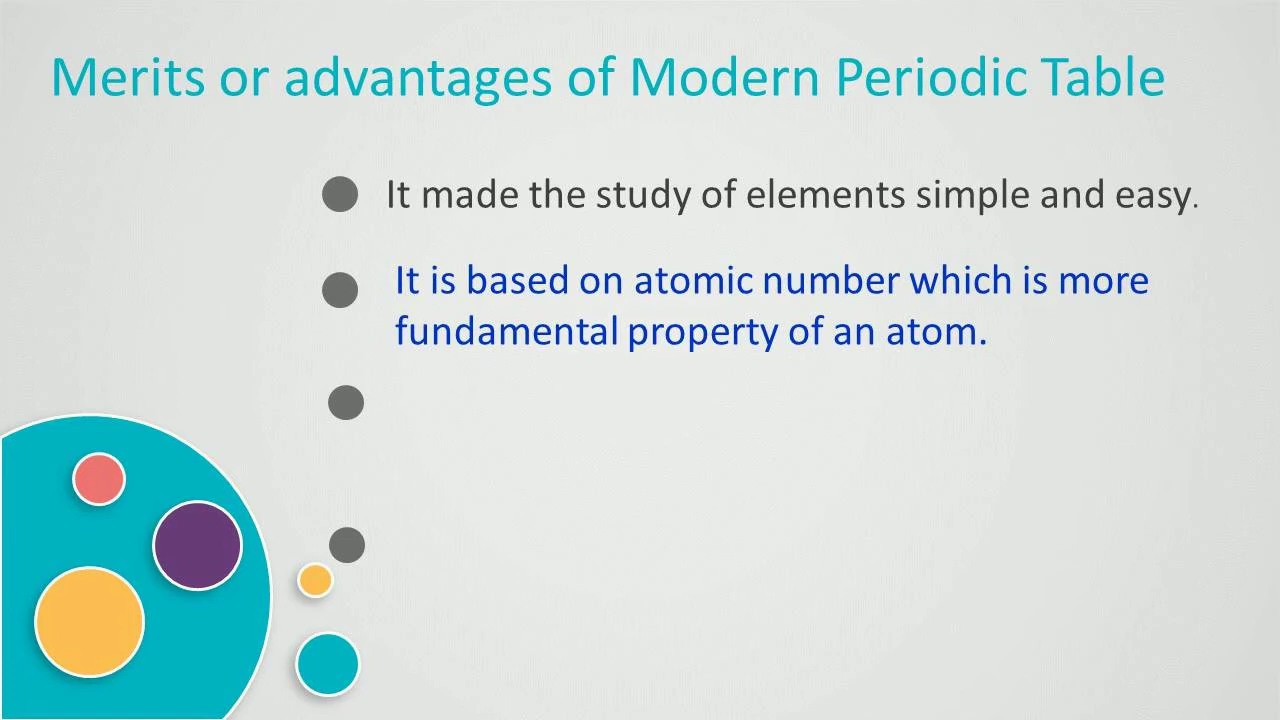 Merits or advantages of Modern Periodic Table
It made the study of elements simple and easy.
It is based on atomic number which is more
fundamental property of an atom.